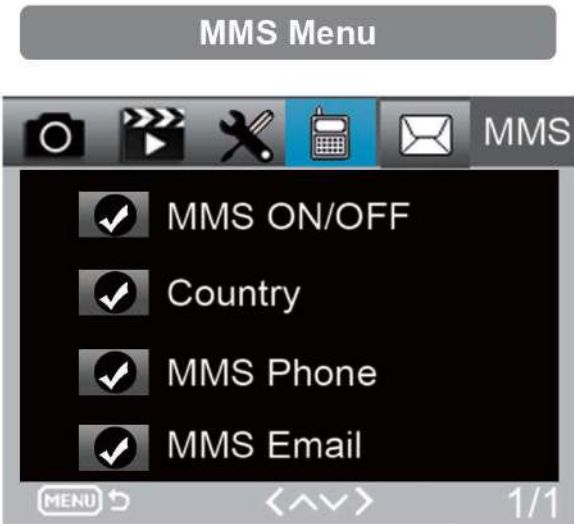 MMS Menu
MMS
MMS ON/OFF
Country
MMS Phone
MMS Email
MENU 1/1